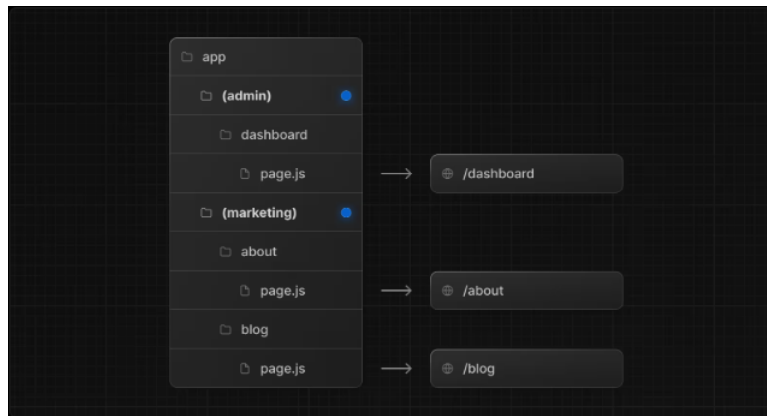 app
(admin)
dashboard
page.js
/dashboard
(marketing)
about
page.js
/about
blog
page.js
/blog